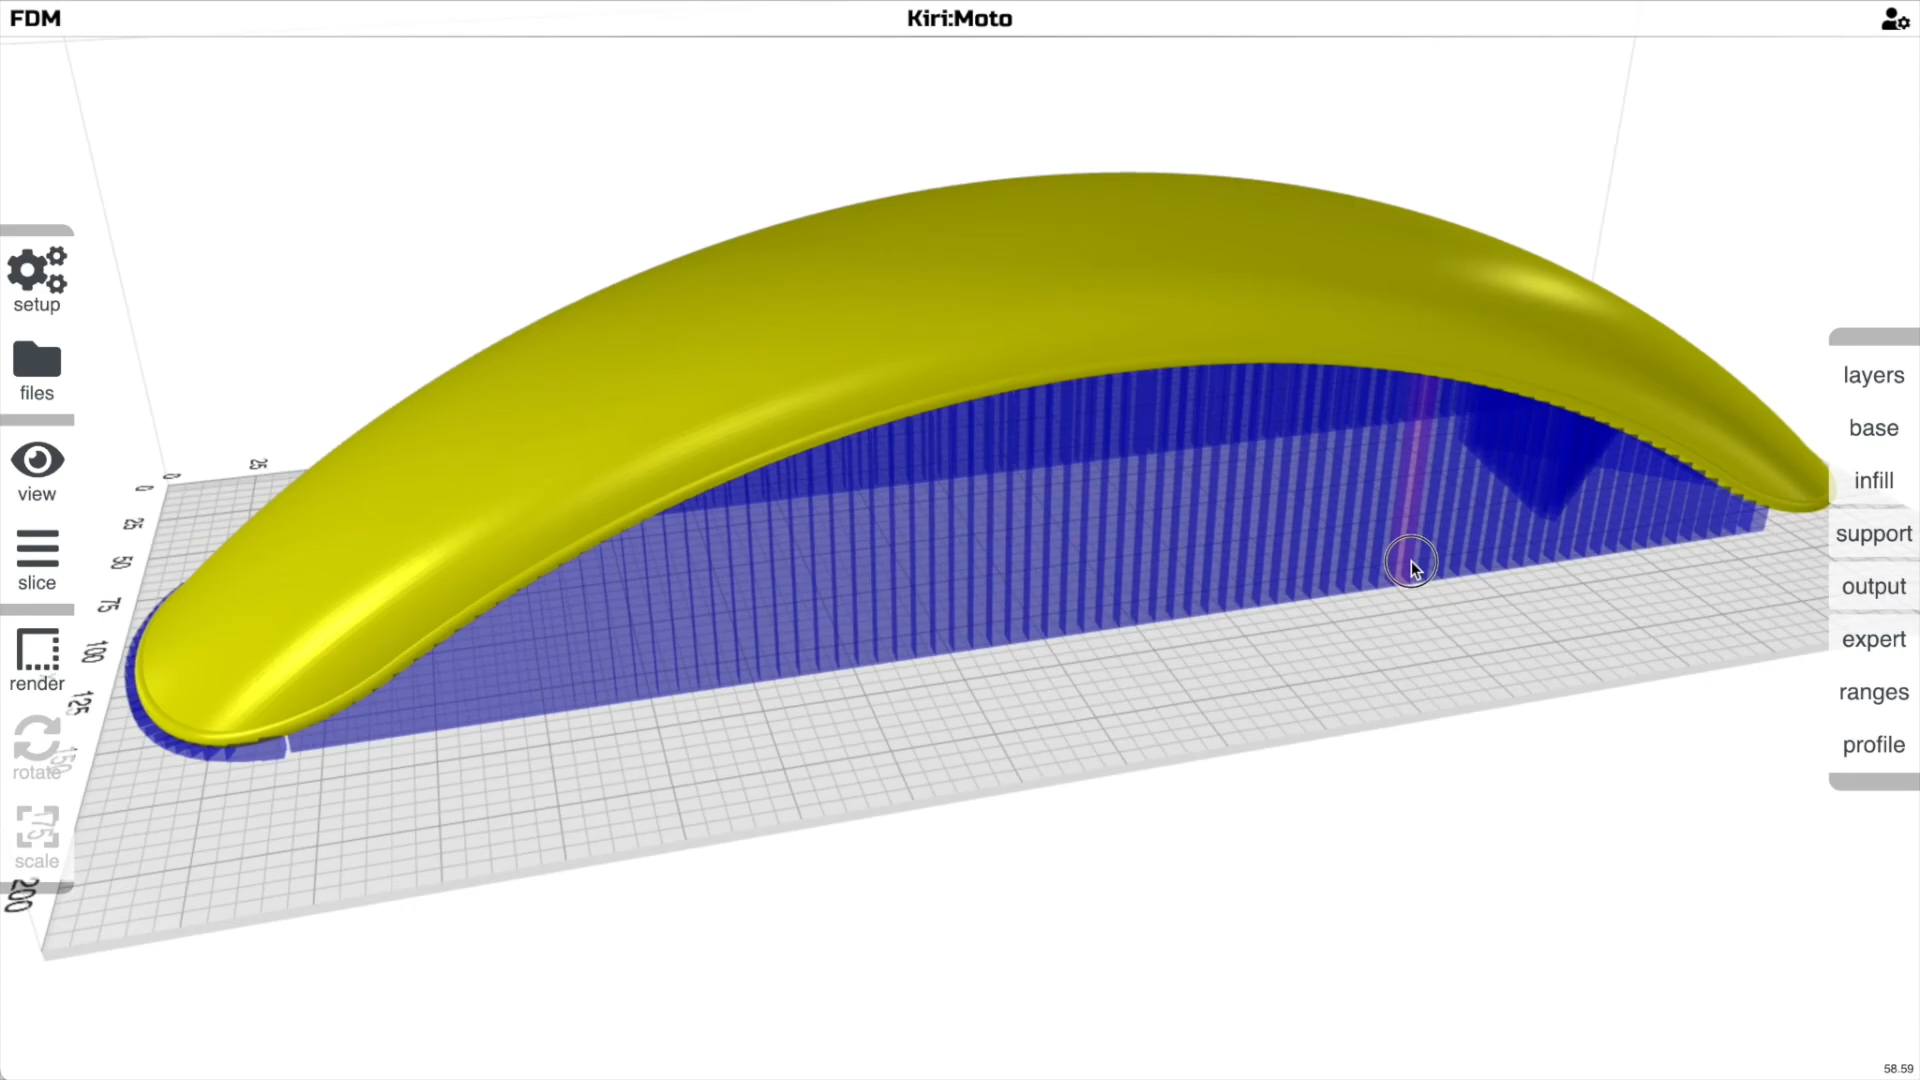 FDM
Kiri:Moto
setup
files
view
slice
render
rotate
scale
layers
base
infill
support
output
expert
ranges
profile
0
25
0
25
50
75
100
125
150
175
200
58.59